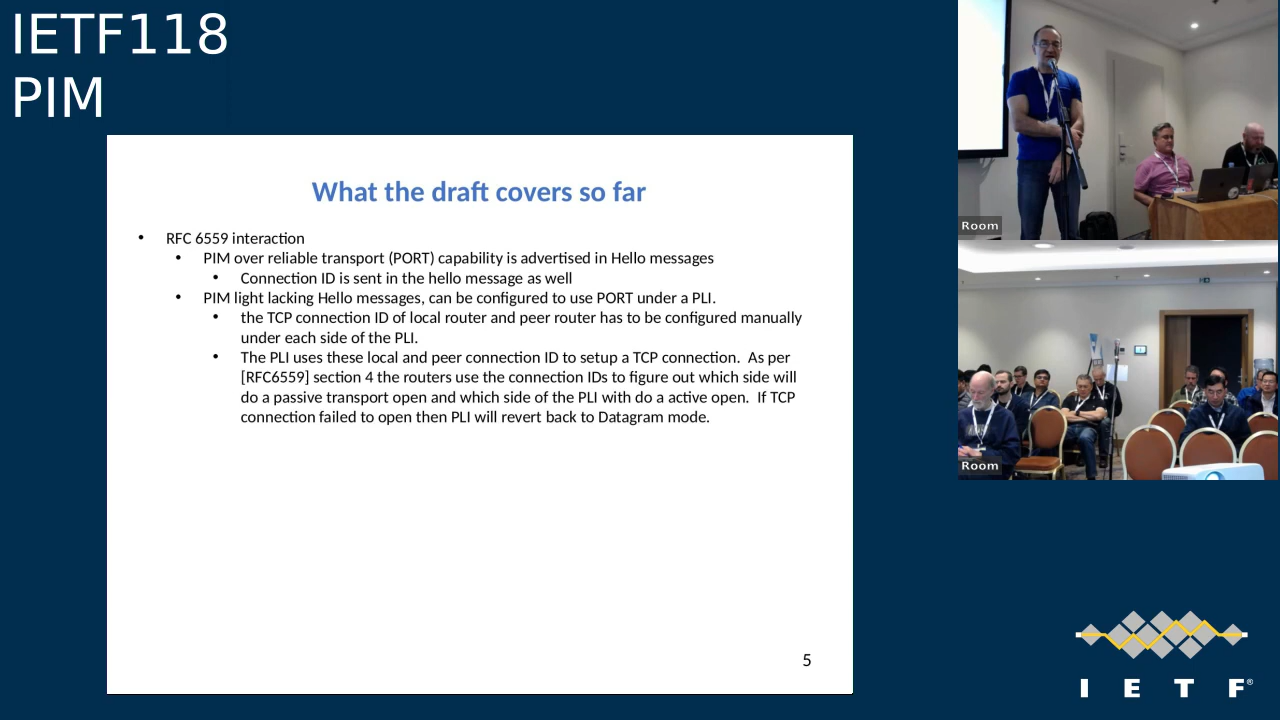 IETF118
PIM
What the draft covers so far
• RFC 6559 interaction
• PIM over reliable transport (PORT) capability is advertised in Hello messages
• Connection ID is sent in the hello message as well
• PIM light lacking Hello messages, can be configured to use PORT under a PLI.
• the TCP connection ID of local router and peer router has to be configured manually
under each side of the PLI.
• The PLI uses these local and peer connection ID to setup a TCP connection.  As per
[RFC6559] section 4 the routers use the connection IDs to figure out which side will
do a passive transport open and which side of the PLI with do a active open.  If TCP
connection failed to open then PLI will revert back to Datagram mode.
5
Room
Room
I E T F®